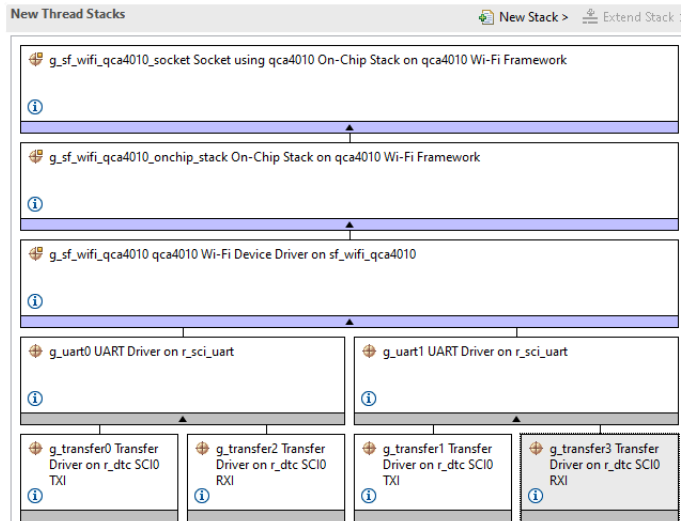 New Thread Stacks
New Stack >
Extend Stack
g_sf_wifi_qca4010_socket Socket using qca4010 On-Chip Stack on qca4010 Wi-Fi Framework
g_sf_wifi_qca4010_onchip_stack On-Chip Stack on qca4010 Wi-Fi Framework
g_sf_wifi_qca4010 qca4010 Wi-Fi Device Driver on sf_wifi_qca4010
g_uart0 UART Driver on r_sci_uart
g_uart1 UART Driver on r_sci_uart
g_transfer0 Transfer
Driver on r_dtc SCI0
TXI
g_transfer2 Transfer
Driver on r_dtc SCI0
RXI
g_transfer1 Transfer
Driver on r_dtc SCI0
TXI
g_transfer3 Transfer
Driver on r_dtc SCI0
RXI